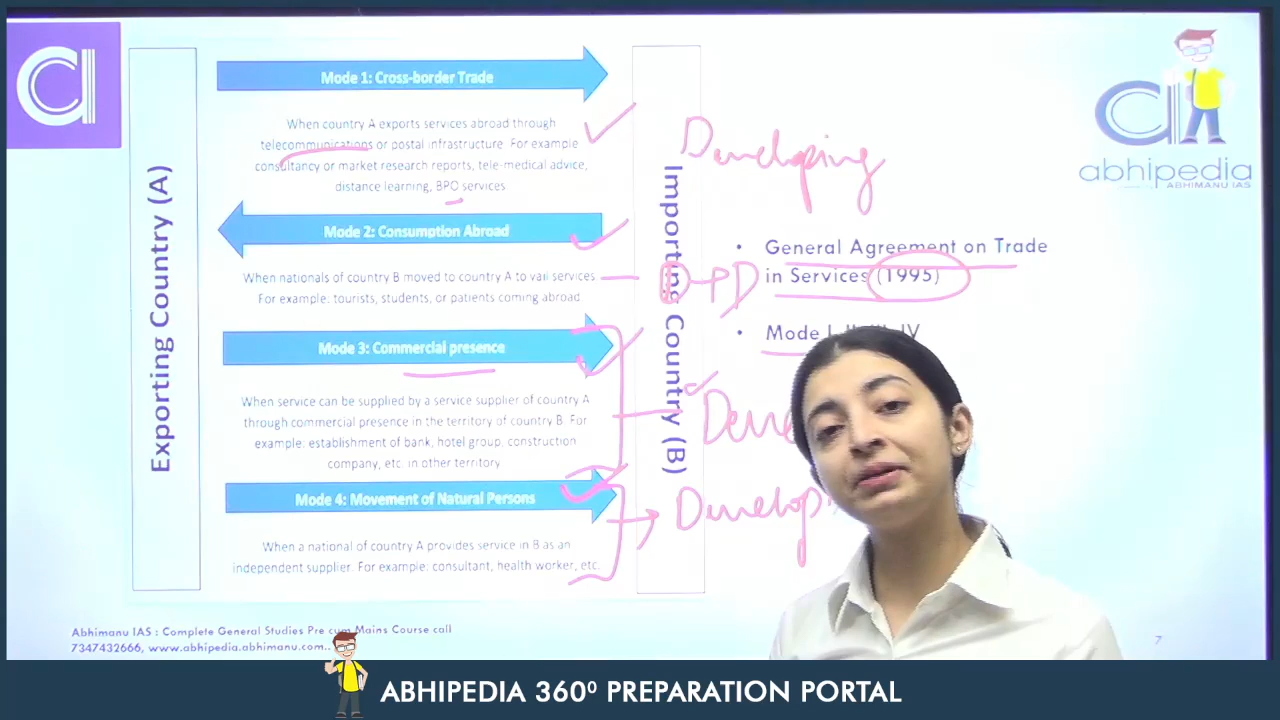 Exporting Country (A)
Mode 1: Cross-border Trade
When country A exports services abroad through
telecommunications or postal infrastructure. For example
consultancy or market research reports, tele-medical advice,
distance learning, BPO services
Mode 2: Consumption Abroad
When nationals of country B moved to country A to vail services.
For example: tourists, students, or patients coming abroad
Mode 3: Commercial presence
When service can be supplied by a service supplier of country A
through commercial presence in the territory of country B. For
example: establishment of bank, hotel group, construction
company, etc. in other territory
Mode 4: Movement of Natural Persons
When a national of country A provides service in B as an
independent supplier. For example: consultant, health worker, etc.
Importing Country (B)
Developing
D → D
abhipedia
ABHIMANU IAS
• General Agreement on Trade
in Services (1995)
• Mode IV
Abhimanu IAS : Complete General Studies Pre cum Mains Course call
7347432666, www.abhipedia.abhimanu.com
7
ABHIPEDIA 360⁰ PREPARATION PORTAL